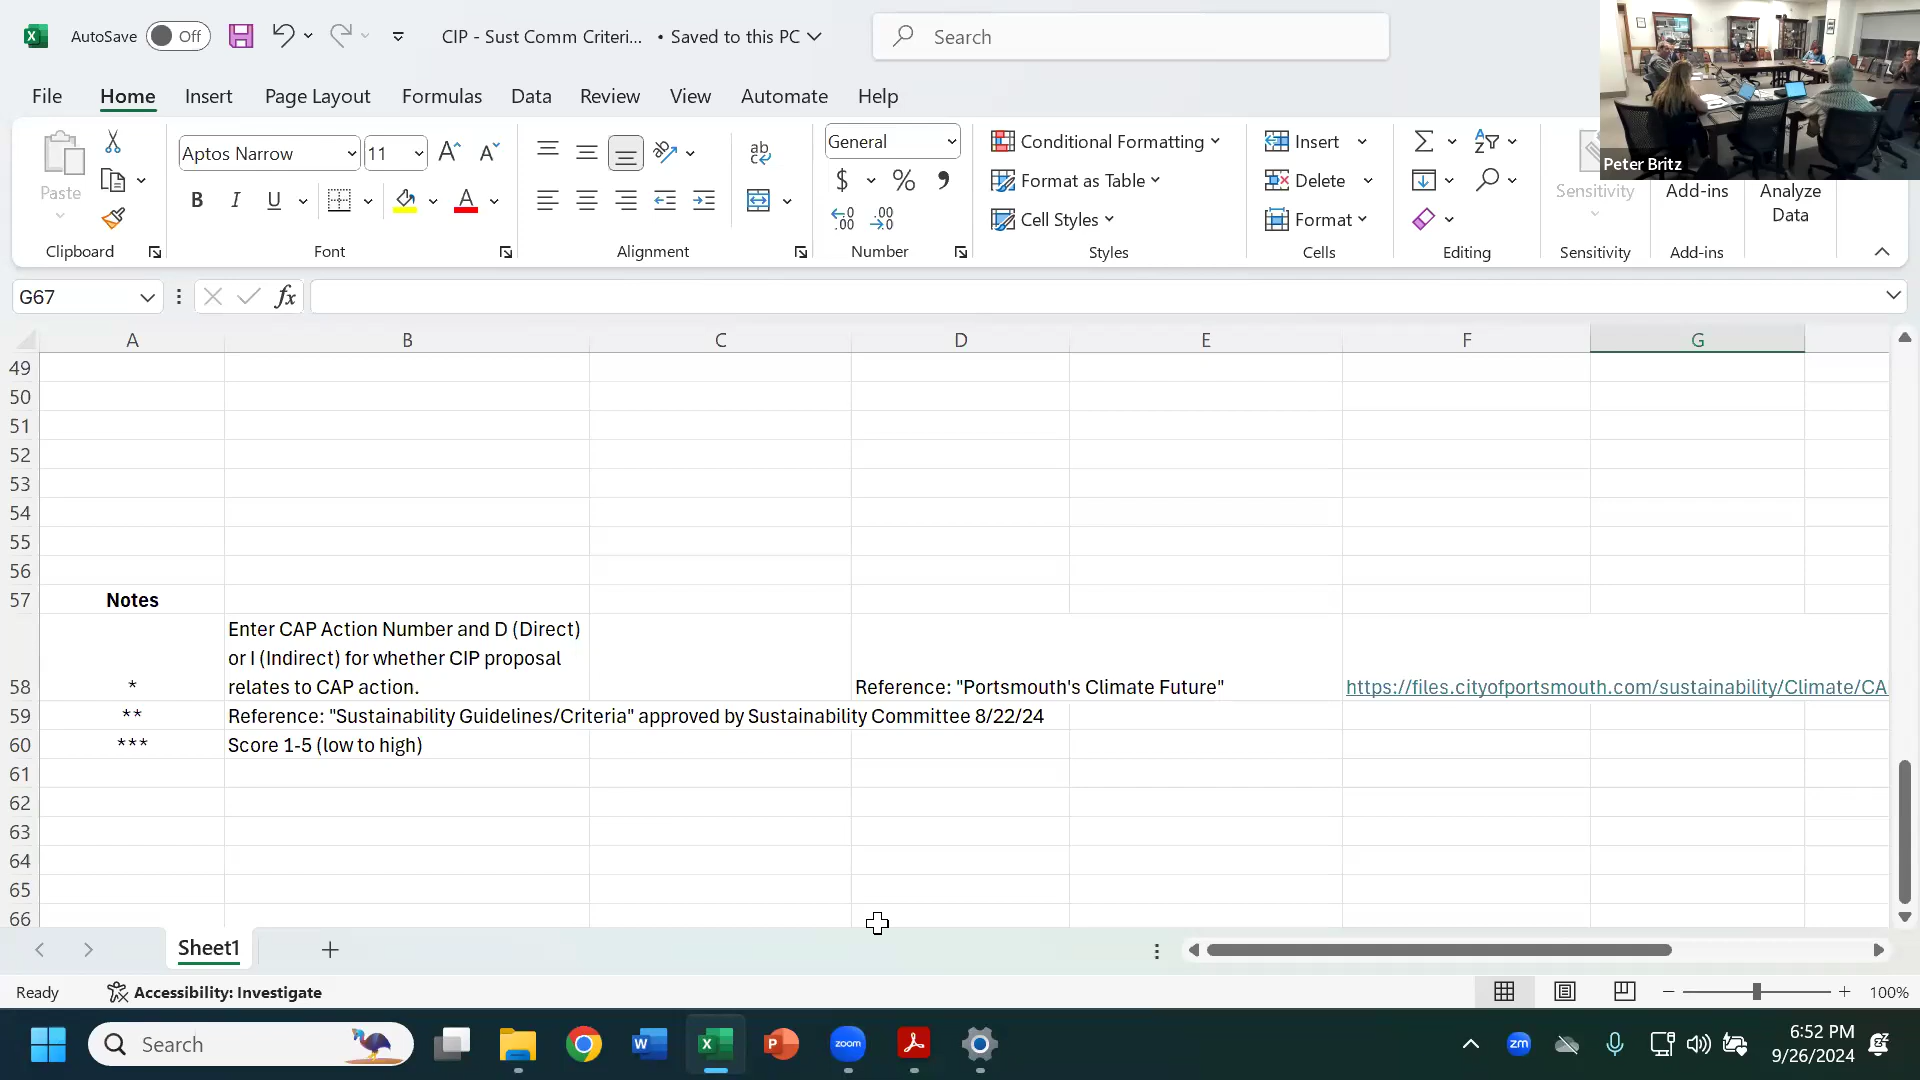 AutoSave Off CIP - Sust Comm Criteri... • Saved to this PC Search
File Home Insert Page Layout Formulas Data Review View Automate Help
Peter Britz
Paste
Clipboard
Aptos Narrow 11
B I U
Font
ab
Alignment
General
$ % 9
Number
Conditional Formatting
Format as Table
Cell Styles
Styles
Insert
Delete
Format
Cells
Editing
Sensitivity
Sensitivity
Add-ins
Add-ins
Analyze
Data
G67 fx
A B C D E F G
49
50
51
52
53
54
55
56
57 Notes
Enter CAP Action Number and D (Direct)
or I (Indirect) for whether CIP proposal
58 * relates to CAP action. Reference: "Portsmouth's Climate Future" https://files.cityofportsmouth.com/sustainability/Climate/CA
59 ** Reference: "Sustainability Guidelines/Criteria" approved by Sustainability Committee 8/22/24
60 *** Score 1-5 (low to high)
61
62
63
64
65
66
Sheet1
Ready Accessibility: Investigate 100%
Search zoom zm 6:52 PM
9/26/2024